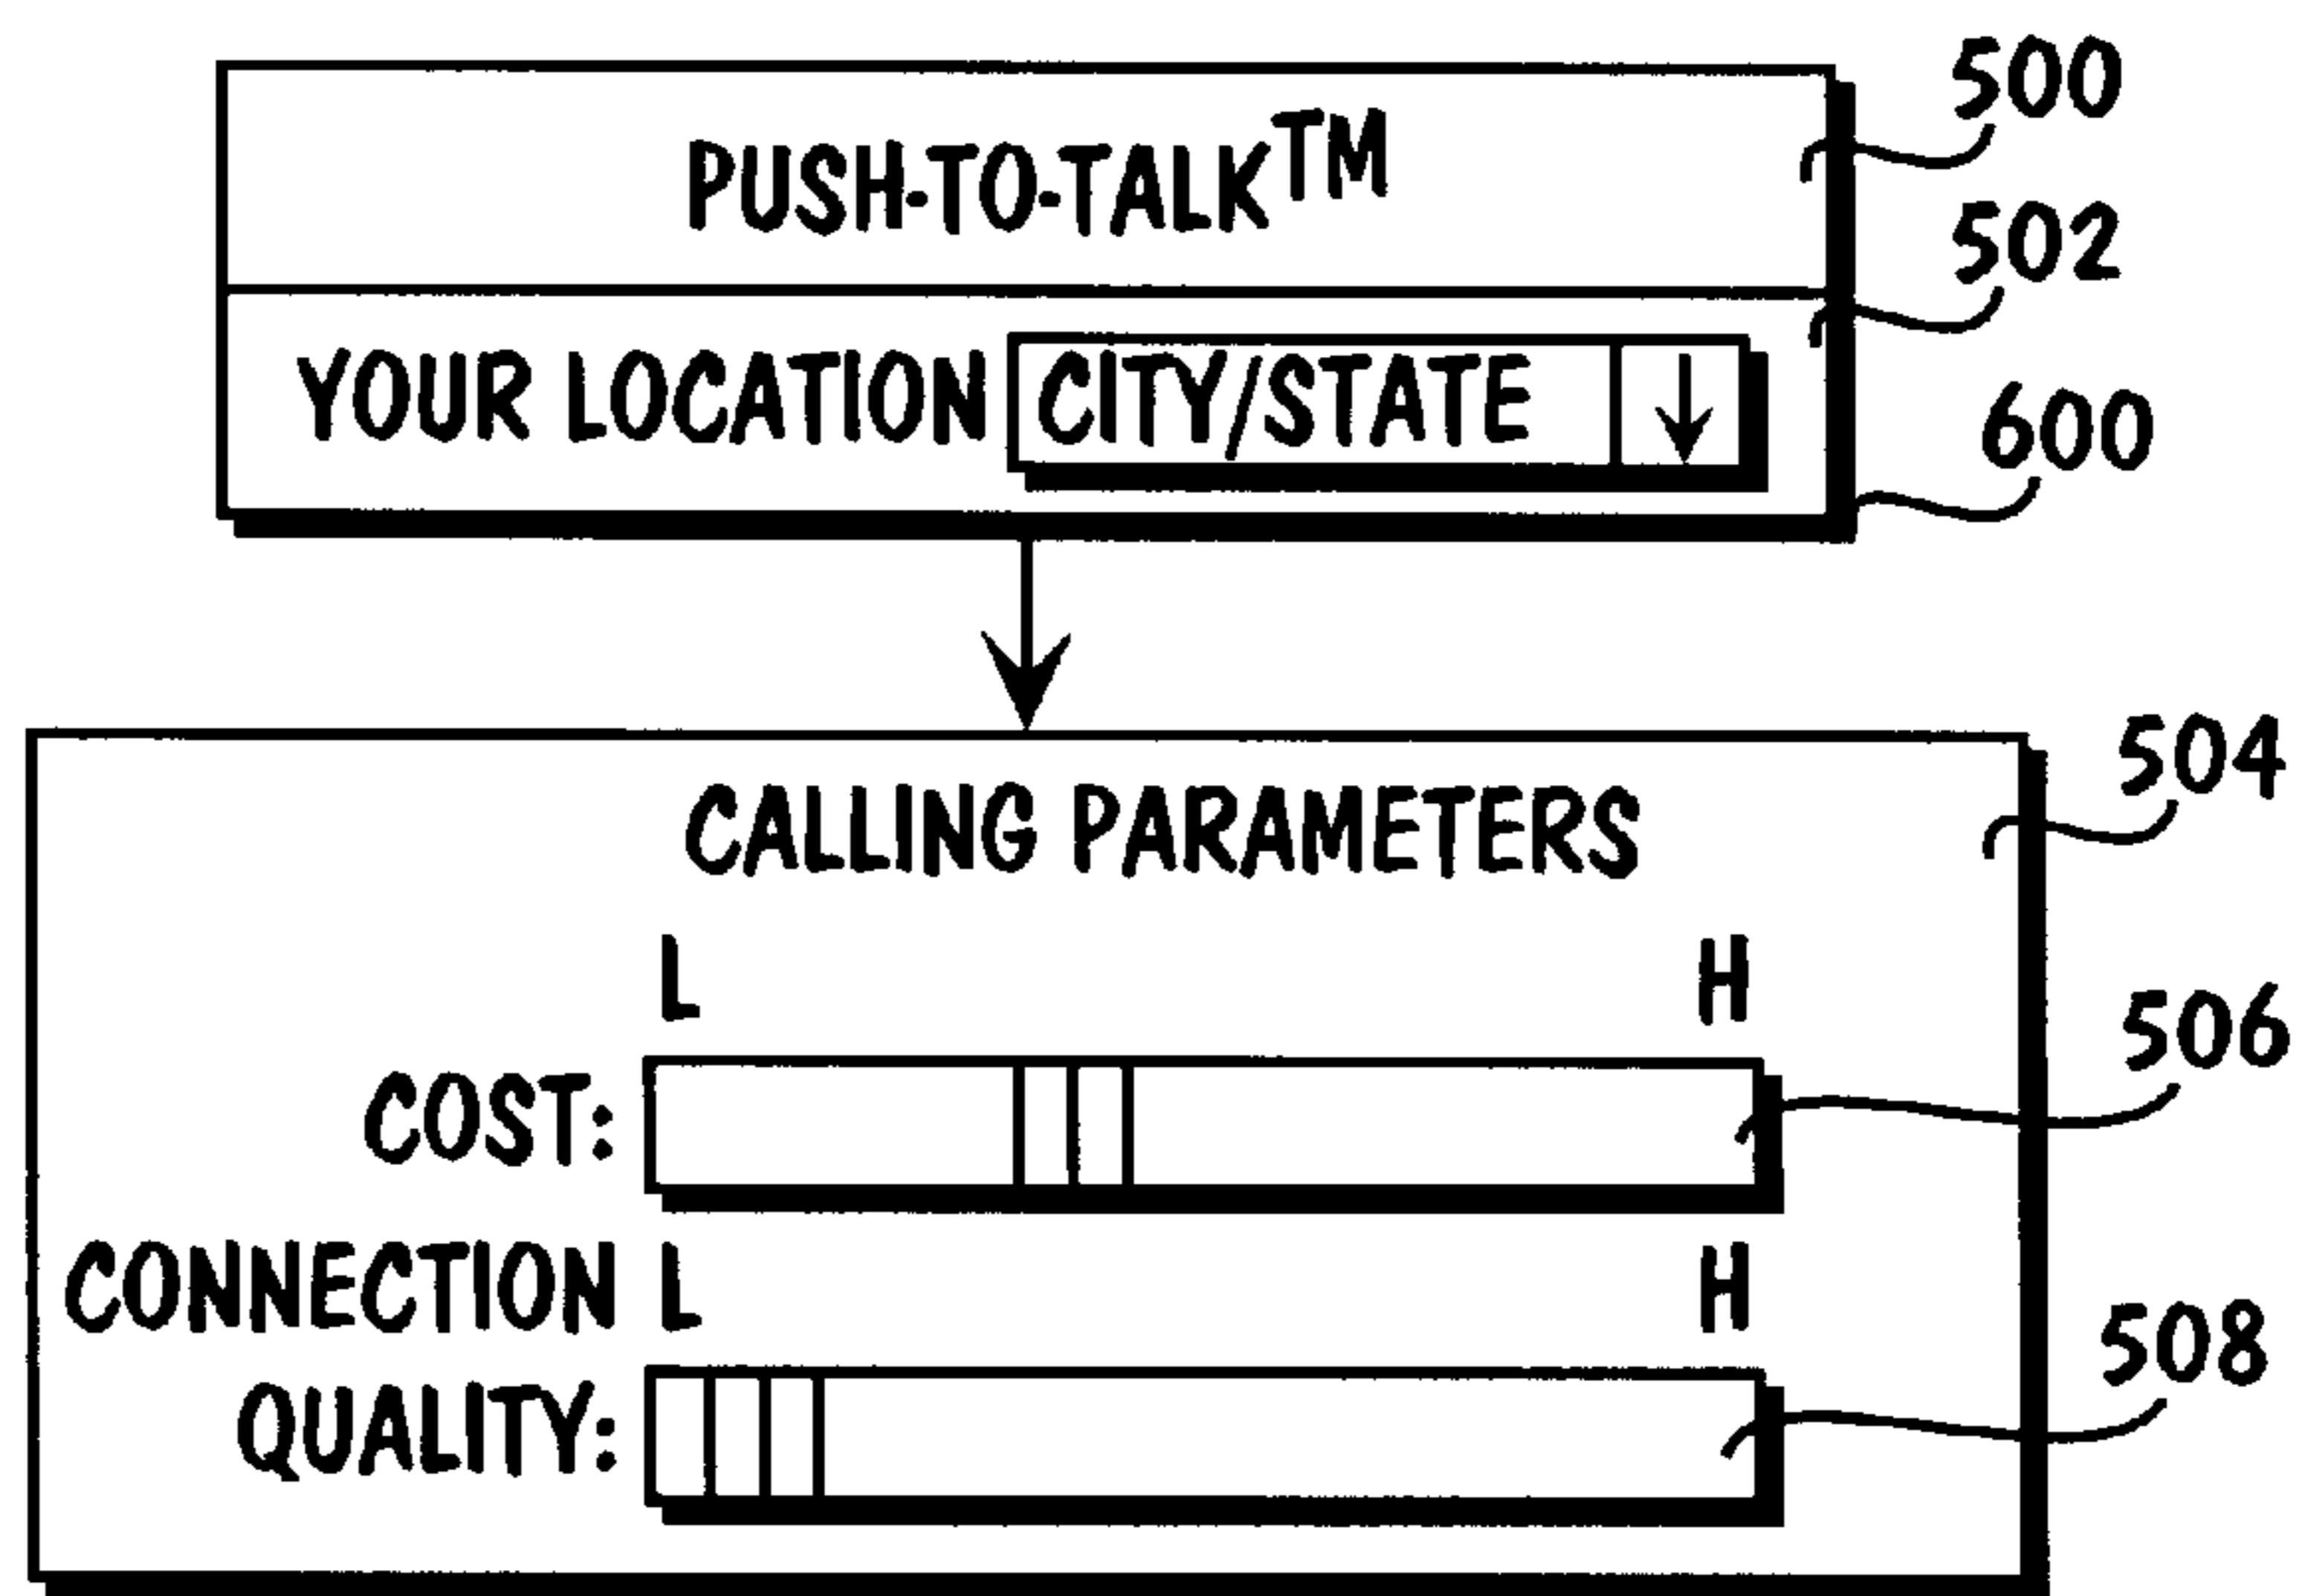 500
PUSH-TO-TALK™
502
YOUR LOCATION CITY/STATE ↓
600
504
CALLING PARAMETERS
L H
506
COST:
CONNECTION L H
508
QUALITY: